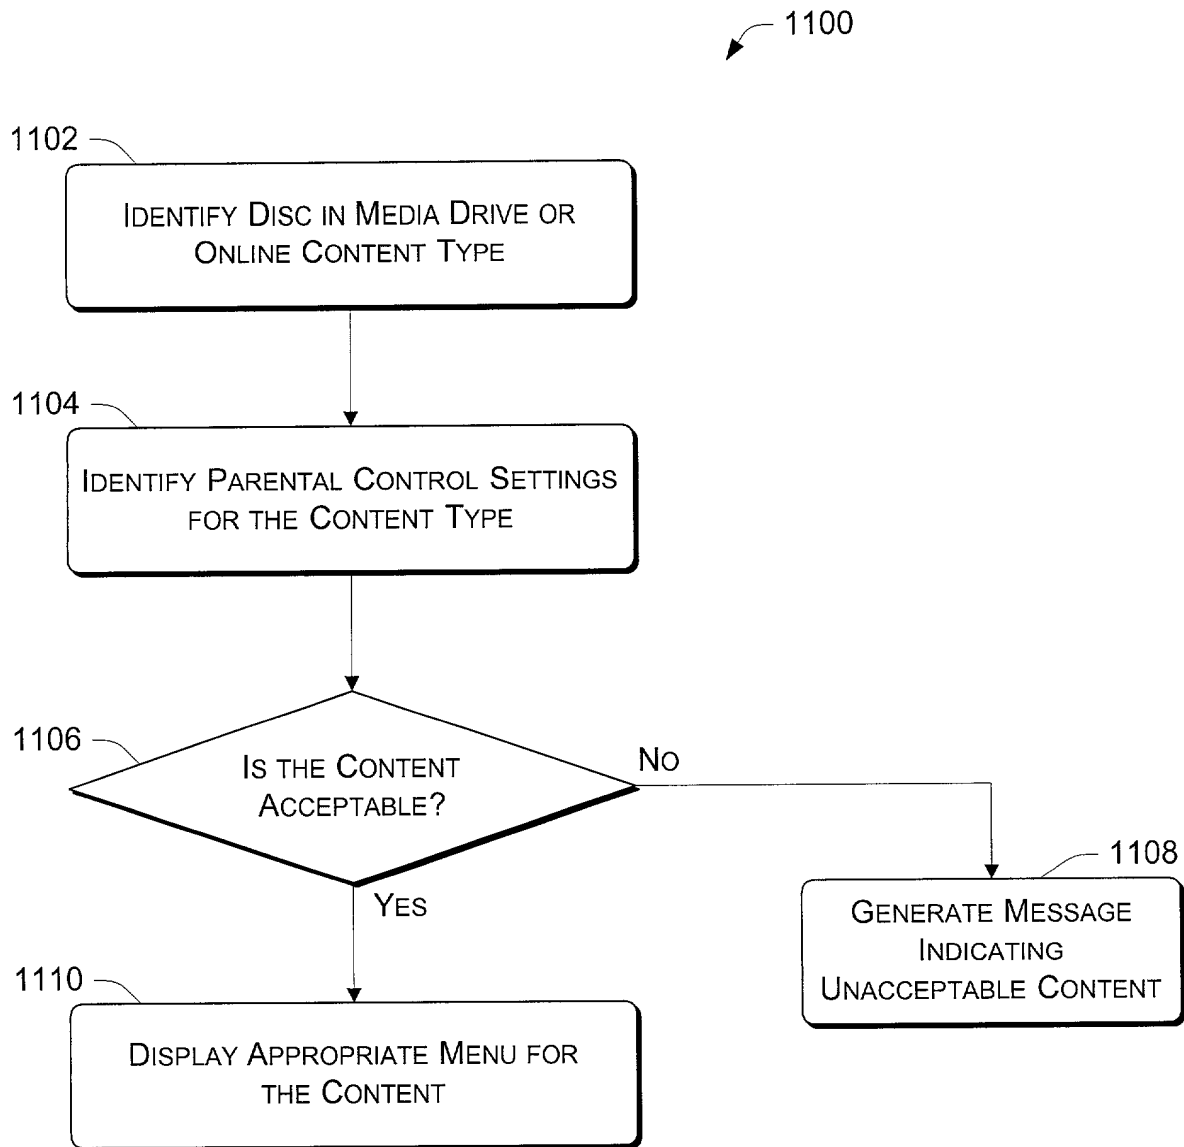 1100
1102
IDENTIFY DISC IN MEDIA DRIVE OR
ONLINE CONTENT TYPE
1104
IDENTIFY PARENTAL CONTROL SETTINGS
FOR THE CONTENT TYPE
1106
IS THE CONTENT
ACCEPTABLE?
NO
YES
1108
GENERATE MESSAGE
INDICATING
UNACCEPTABLE CONTENT
1110
DISPLAY APPROPRIATE MENU FOR
THE CONTENT